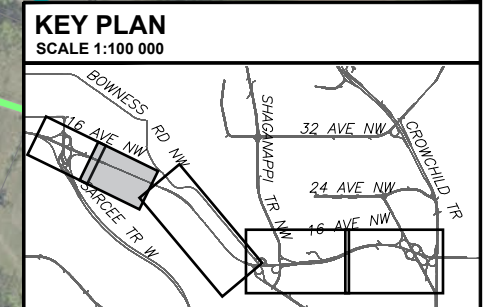 KEY PLAN
SCALE 1:100 000
BOWNESS RD NW
16 AVE NW
SARCEE TR W
SHAGANAPPI TR NW
32 AVE NW
CROWCHILD TR
24 AVE NW
16 AVE NW